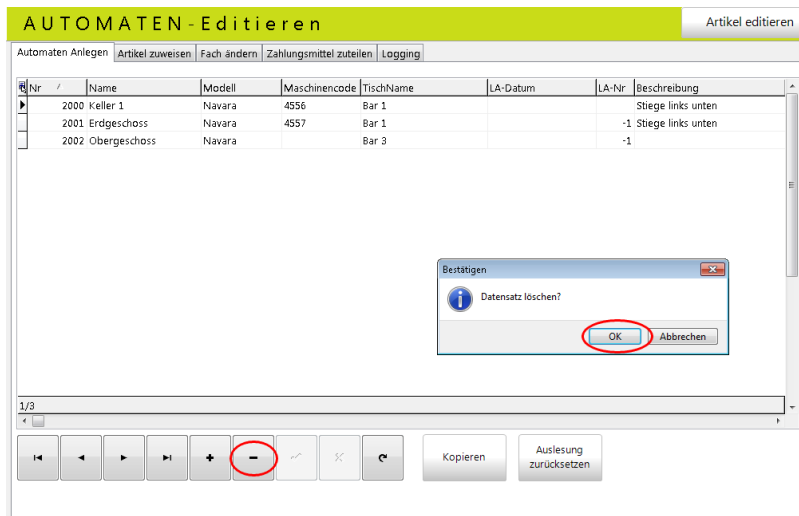 AUTOMATEN-Editieren
Artikel editieren
Automaten Anlegen Artikel zuweisen Fach ändern Zahlungsmittel zuteilen Logging
Nr Name Modell Maschinencode TischName LA-Datum LA-Nr Beschreibung
2000 Keller 1 Navara 4556 Bar 1 Stiege links unten
2001 Erdgeschoss Navara 4557 Bar 1 -1 Stiege links unten
2002 Obergeschoss Navara Bar 3 -1
Bestätigen
Datensatz löschen?
OK Abbrechen
1/3
Kopieren
Auslesung
zurücksetzen